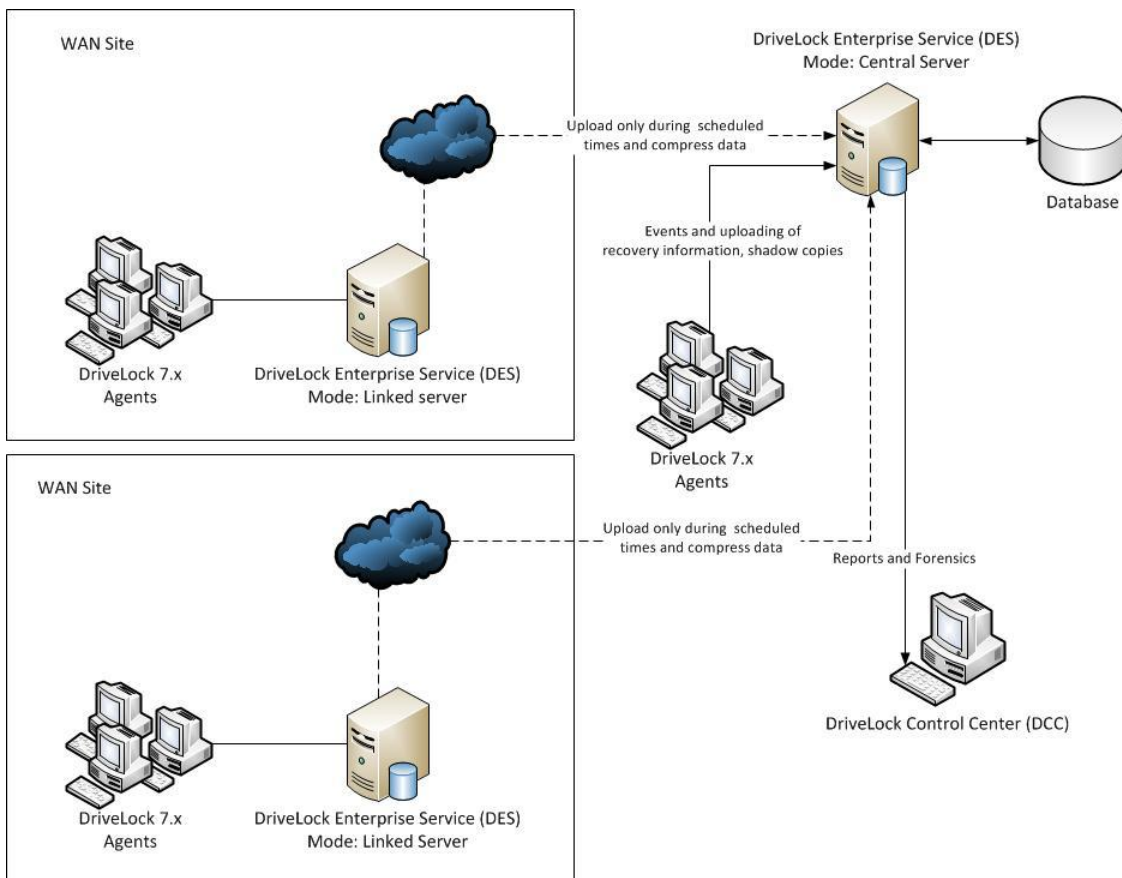 WAN Site
DriveLock 7.x
Agents
DriveLock Enterprise Service (DES)
Mode: Linked server
DriveLock Enterprise Service (DES)
Mode: Central Server
Upload only during scheduled
times and compress data
Database
Events and uploading of
recovery information, shadow copies
DriveLock 7.x
Agents
WAN Site
Upload only during scheduled
times and compress data
Reports and Forensics
DriveLock Control Center (DCC)
DriveLock 7.x
Agents
DriveLock Enterprise Service (DES)
Mode: Linked Server